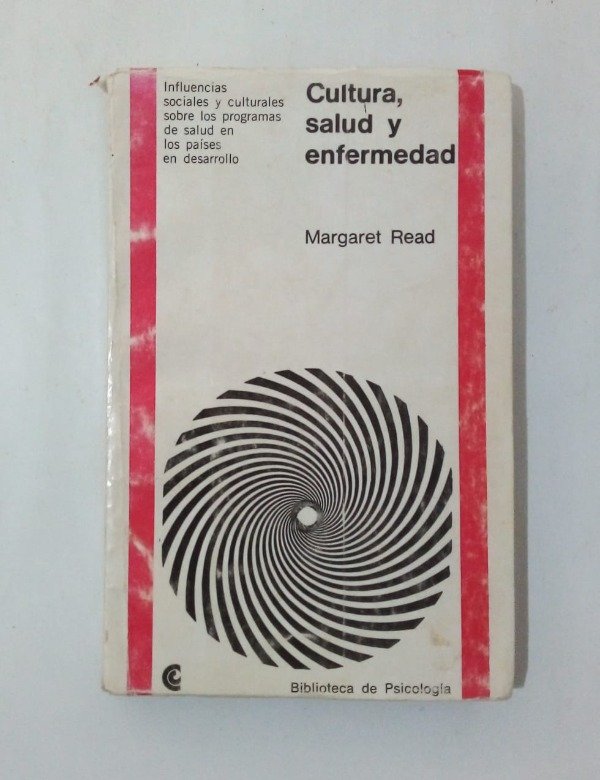 Influencias
sociales y culturales
sobre los programas
de salud en
los países
en desarrollo
Cultura,
salud y
enfermedad
Margaret Read
Biblioteca de Psicología